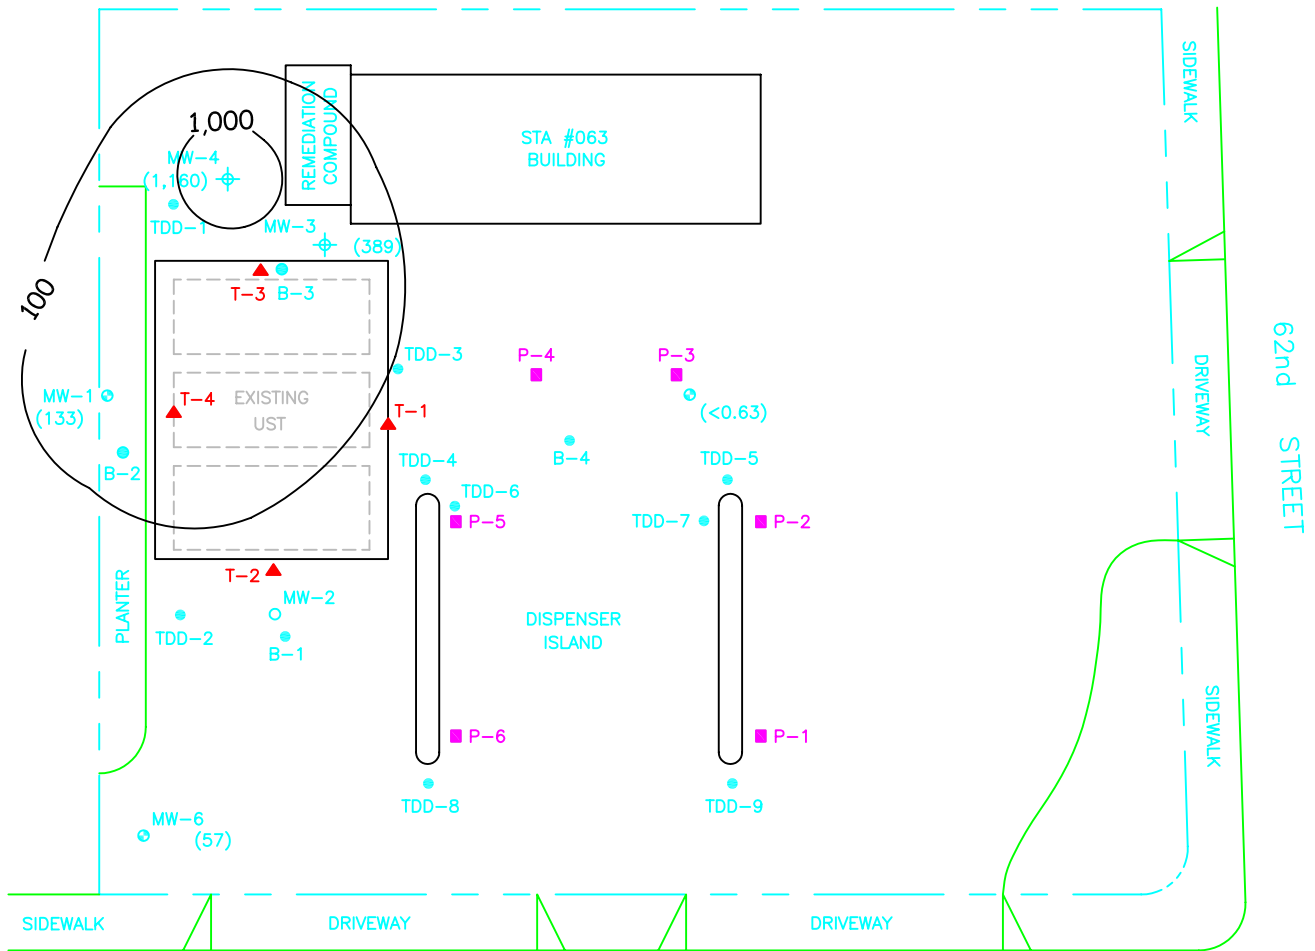 SIDEWALK
REMEDIATION
COMPOUND
1,000
STA #063
BUILDING
MW-4
(1,160)
TDD-1
MW-3
(389)
100
T-3
B-3
62nd STREET
TDD-3
P-4
P-3
DRIVEWAY
MW-1
(133)
T-4
EXISTING
UST
T-1
(<0.63)
B-2
TDD-4
B-4
TDD-5
TDD-6
P-5
TDD-7
P-2
T-2
PLANTER
MW-2
TDD-2
B-1
DISPENSER
ISLAND
SIDEWALK
P-6
P-1
TDD-8
TDD-9
MW-6
(57)
SIDEWALK
DRIVEWAY
DRIVEWAY